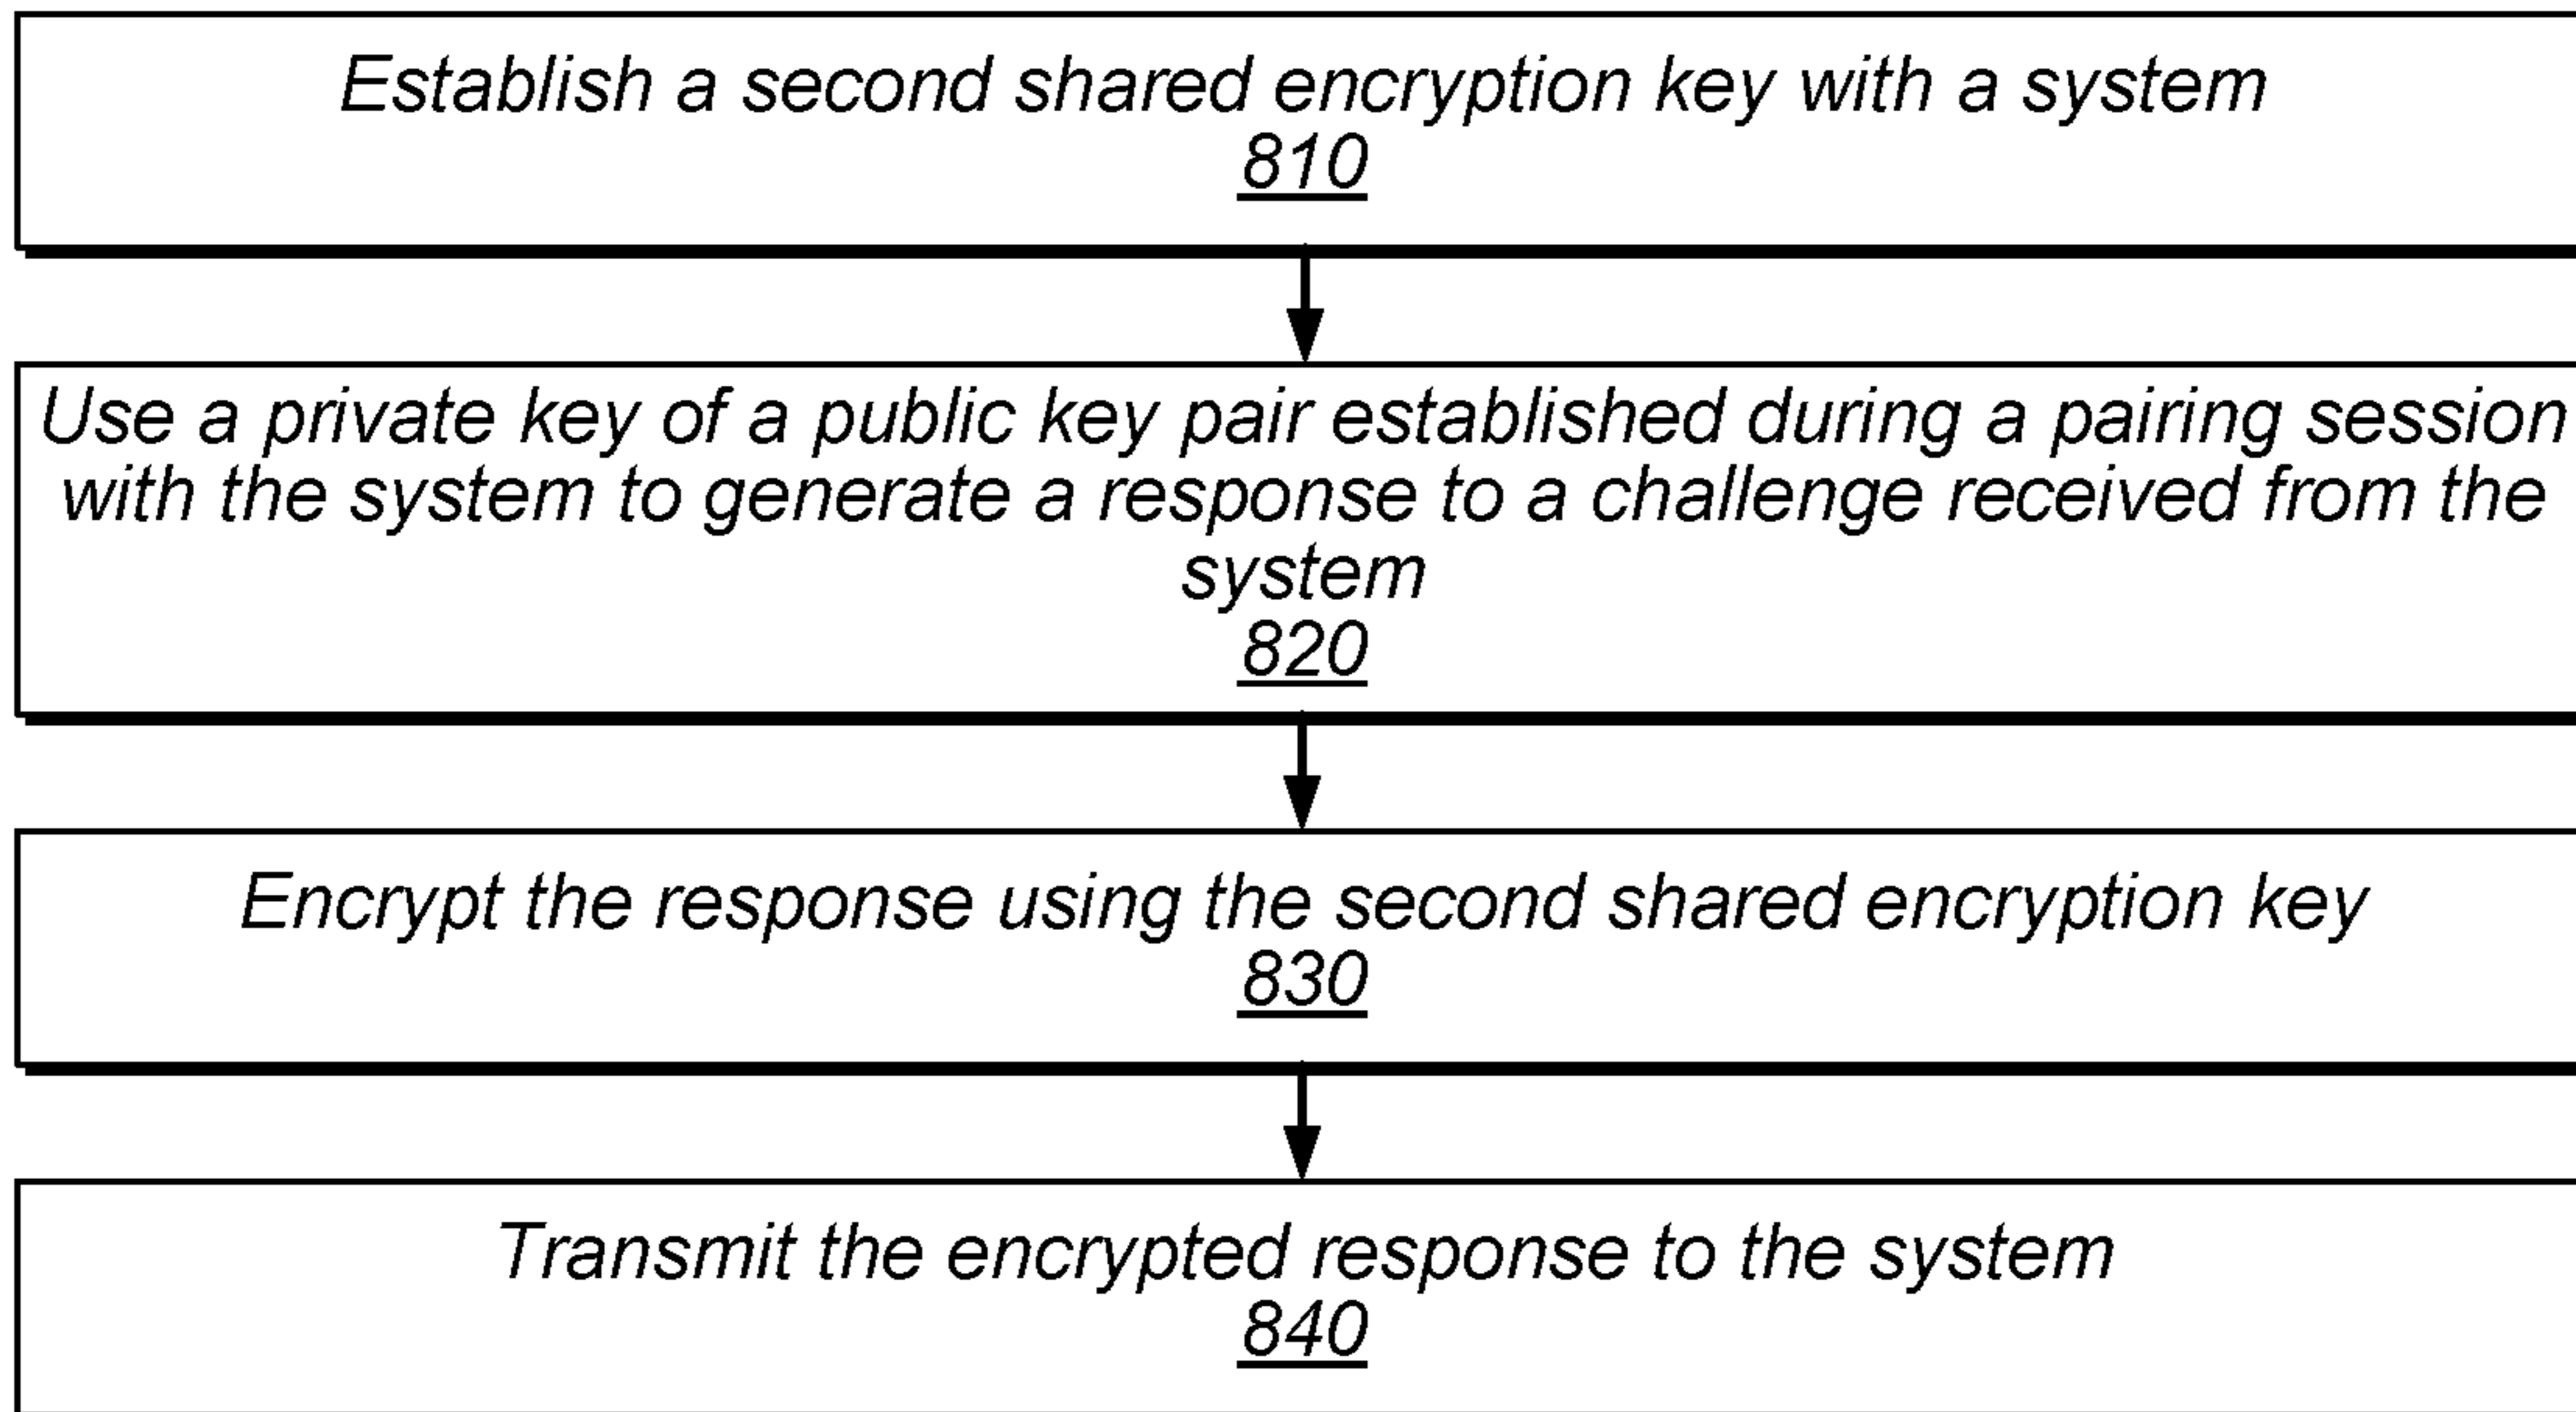 Establish a second shared encryption key with a system
810
Use a private key of a public key pair established during a pairing session
with the system to generate a response to a challenge received from the
system
820
Encrypt the response using the second shared encryption key
830
Transmit the encrypted response to the system
840